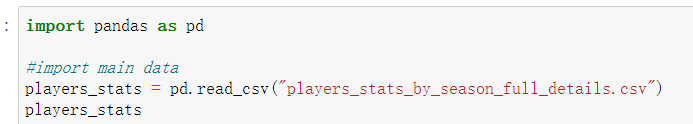 : import pandas as pd
#import main data
players_stats = pd.read_csv("players_stats_by_season_full_details.csv")
players_stats